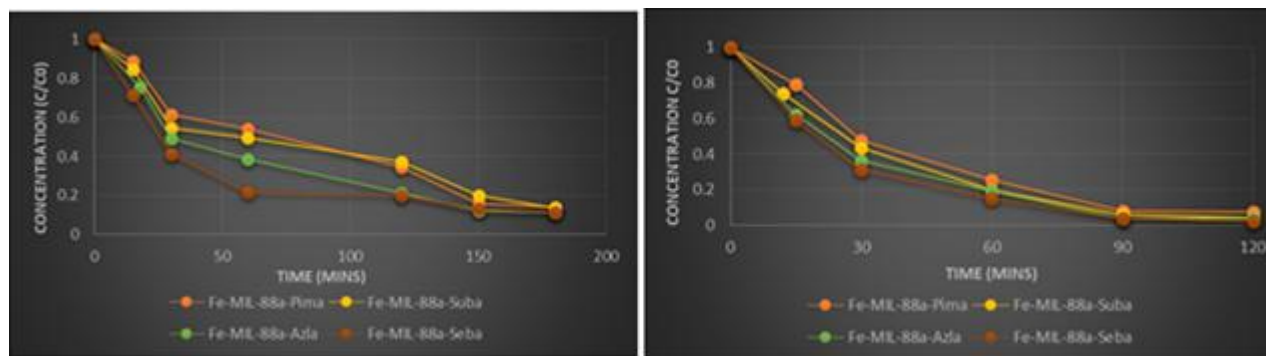 CONCENTRATION (C/C0)
1
0.8
0.6
0.4
0.2
0
0 50 100 150 200
TIME (MINS)
Fe-MIL-88a-Pima Fe-MIL-88a-Suba
Fe-MIL-88a-Azla Fe-MIL-88a-Seba
CONCENTRATION C/C0
1
0.8
0.6
0.4
0.2
0
0 30 60 90 120
TIME (MINS)
Fe-MIL-88a-Pima Fe-MIL-88a-Suba
Fe-MIL-88a-Azla Fe-MIL-88a-Seba